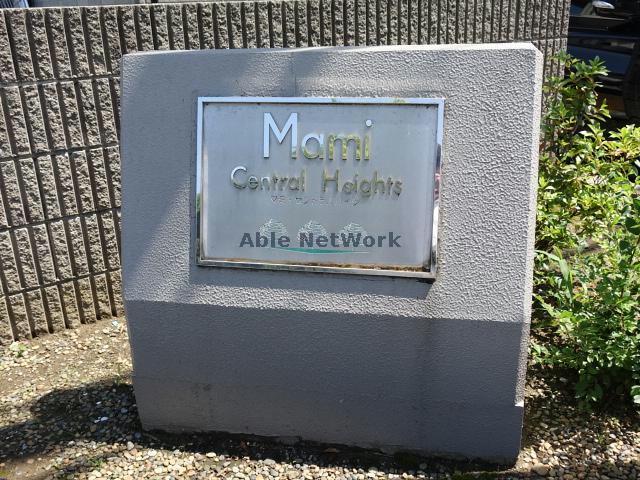 Mami
Central Heights
Able NetWork